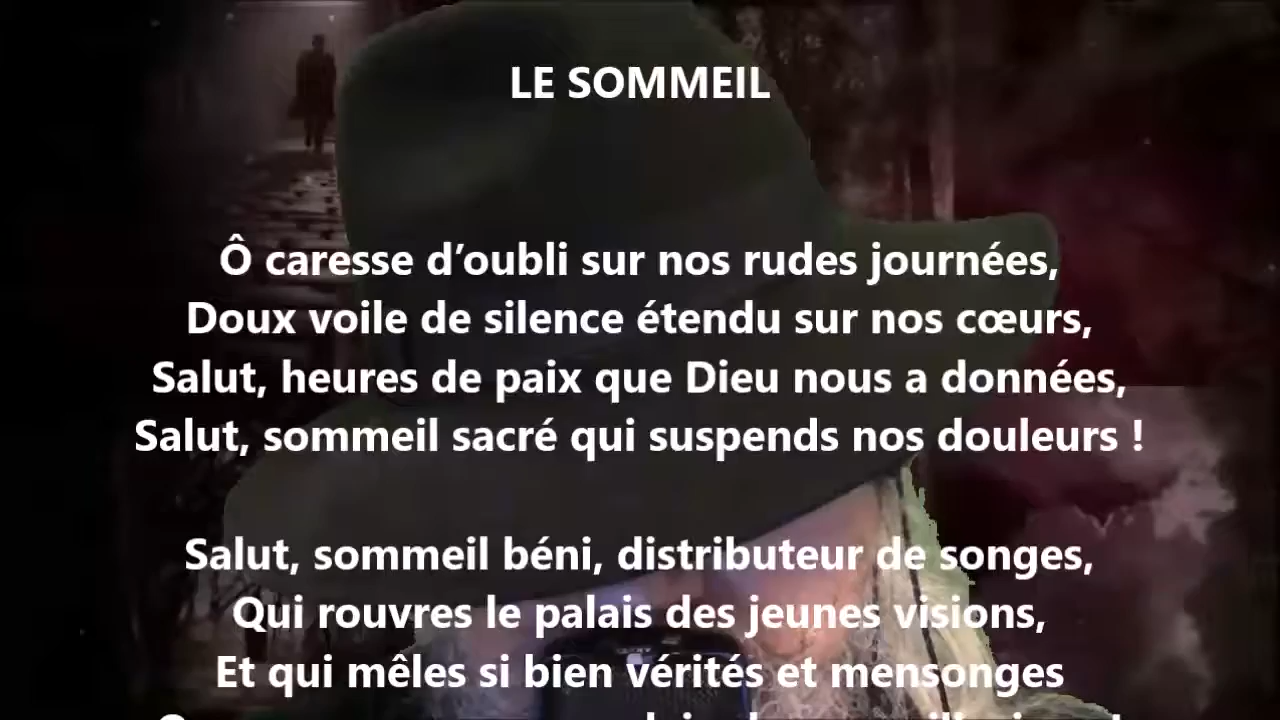 LE SOMMEIL
Ô caresse d’oubli sur nos rudes journées,
Doux voile de silence étendu sur nos cœurs,
Salut, heures de paix que Dieu nous a données,
Salut, sommeil sacré qui suspends nos douleurs !
Salut, sommeil béni, distributeur de songes,
Qui rouvres le palais des jeunes visions,
Et qui mêles si bien vérités et mensonges